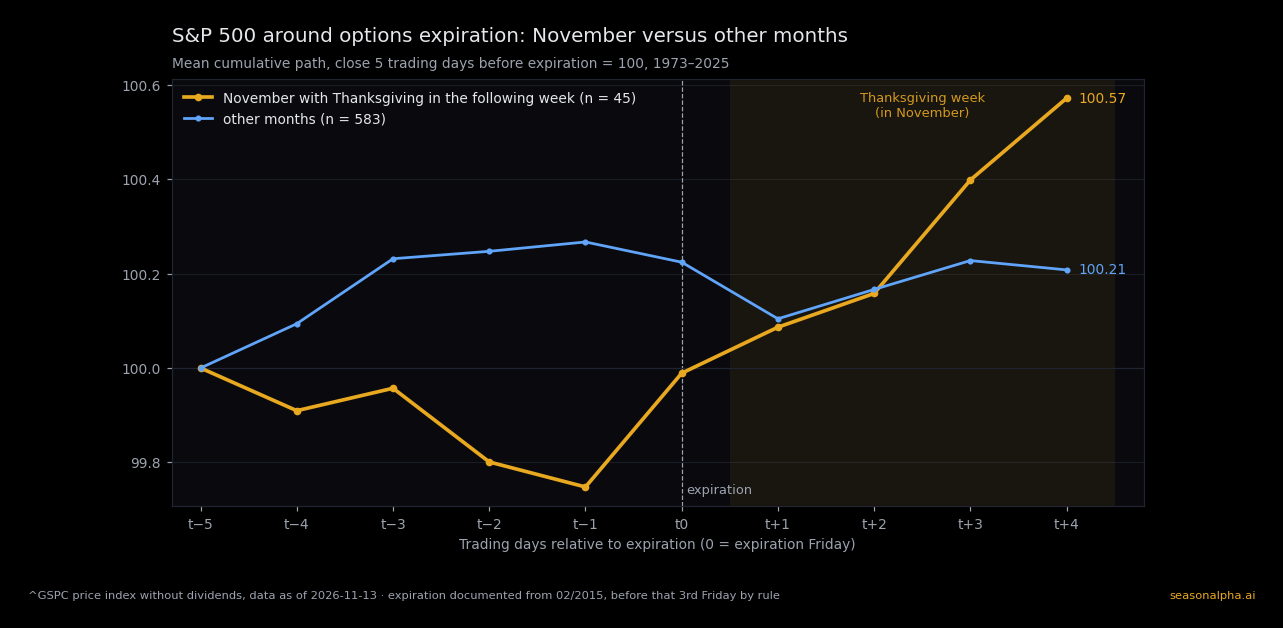 S&P 500 around options expiration: November versus other months
Mean cumulative path, close 5 trading days before expiration = 100, 1973–2025
100.6
100.4
100.2
100.0
99.8
November with Thanksgiving in the following week (n = 45)
other months (n = 583)
Thanksgiving week
(in November)
100.57
100.21
expiration
t−5
t−4
t−3
t−2
t−1
t0
t+1
t+2
t+3
t+4
Trading days relative to expiration (0 = expiration Friday)
^GSPC price index without dividends, data as of 2026-11-13 · expiration documented from 02/2015, before that 3rd Friday by rule
seasonalpha.ai